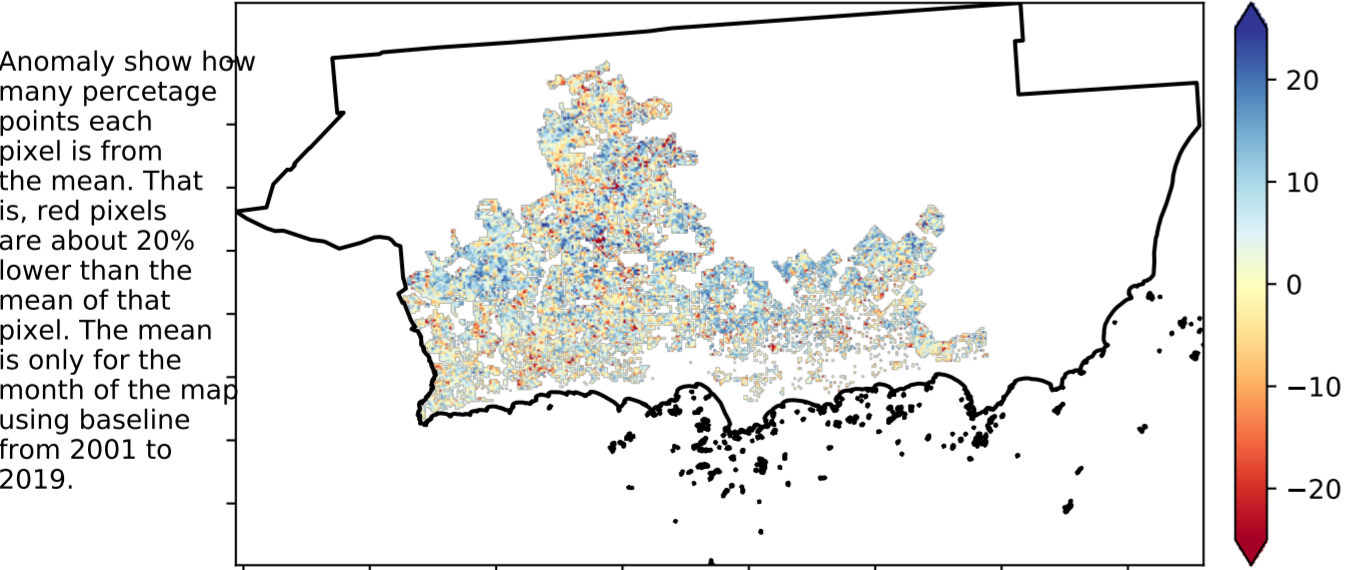 Anomaly show how
many percetage
points each
pixel is from
the mean. That
is, red pixels
are about 20%
lower than the
mean of that
pixel. The mean
is only for the
month of the map
using baseline
from 2001 to
2019.
20
10
0
−10
−20